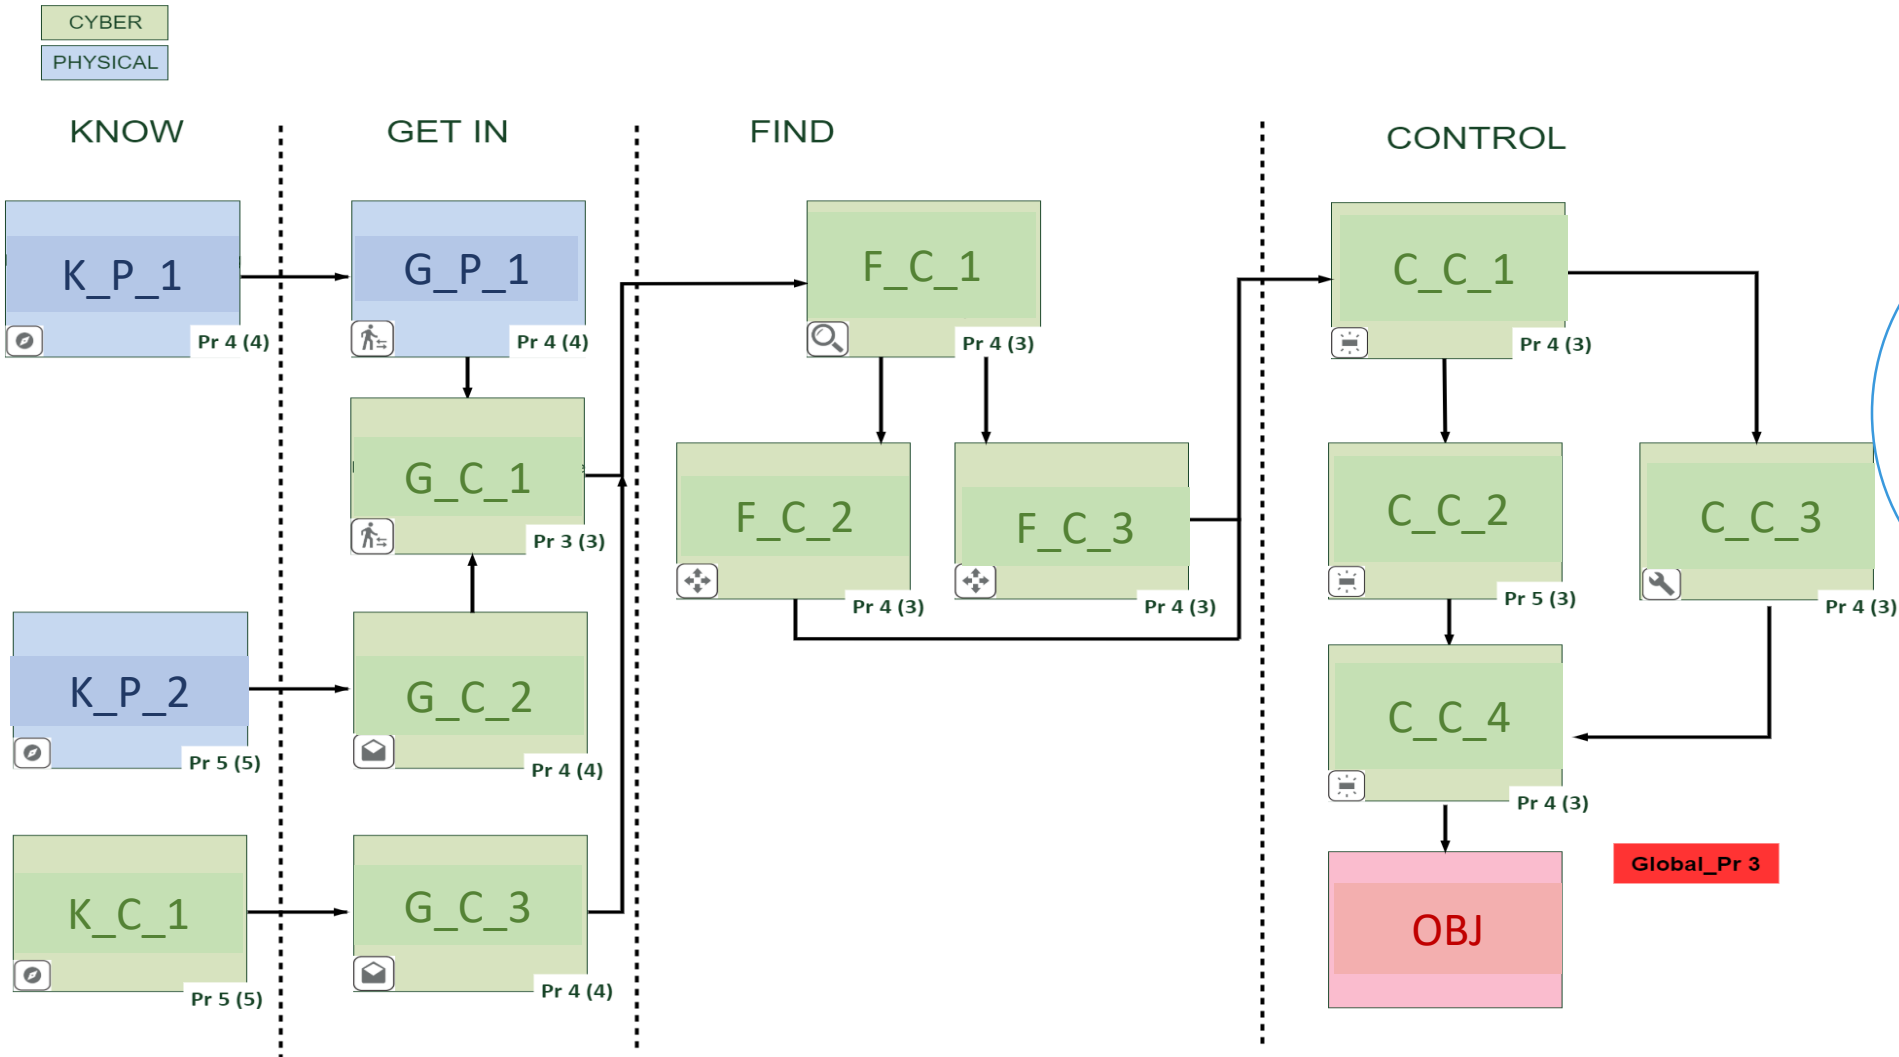 CYBER
PHYSICAL
KNOW
GET IN
FIND
CONTROL
K_P_1
Pr 4 (4)
G_P_1
Pr 4 (4)
F_C_1
Pr 4 (3)
C_C_1
Pr 4 (3)
G_C_1
Pr 3 (3)
F_C_2
Pr 4 (3)
F_C_3
Pr 4 (3)
C_C_2
Pr 5 (3)
C_C_3
Pr 4 (3)
K_P_2
Pr 5 (5)
G_C_2
Pr 4 (4)
C_C_4
Pr 4 (3)
K_C_1
Pr 5 (5)
G_C_3
Pr 4 (4)
Global_Pr 3
OBJ